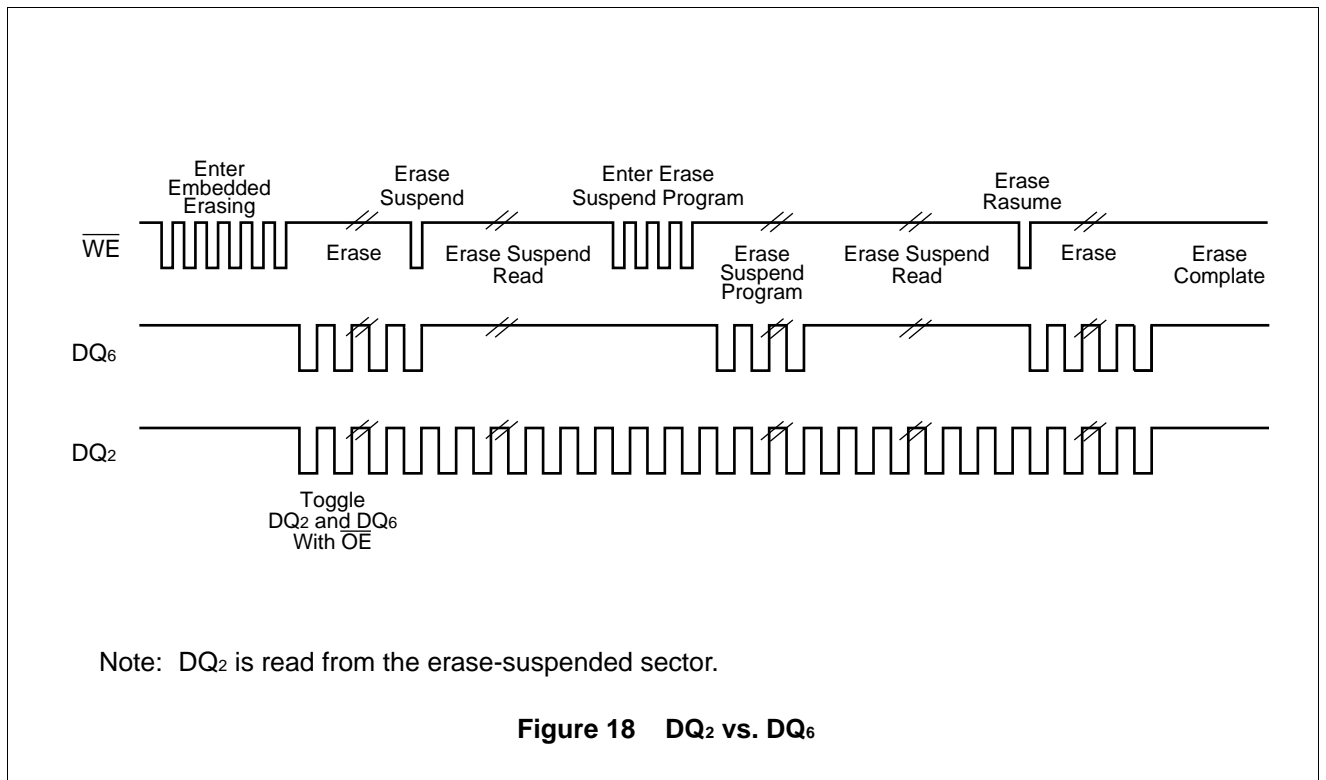 Enter
Embedded
Erasing
Erase
Suspend
Enter Erase
Suspend Program
Erase
Rasume
WE
Erase
Erase Suspend
Read
Erase
Suspend
Program
Erase Suspend
Read
Erase
Erase
Complate
DQ6
DQ2
Toggle
DQ2 and DQ6
With OE
Note: DQ2 is read from the erase-suspended sector.
Figure 18 DQ2 vs. DQ6